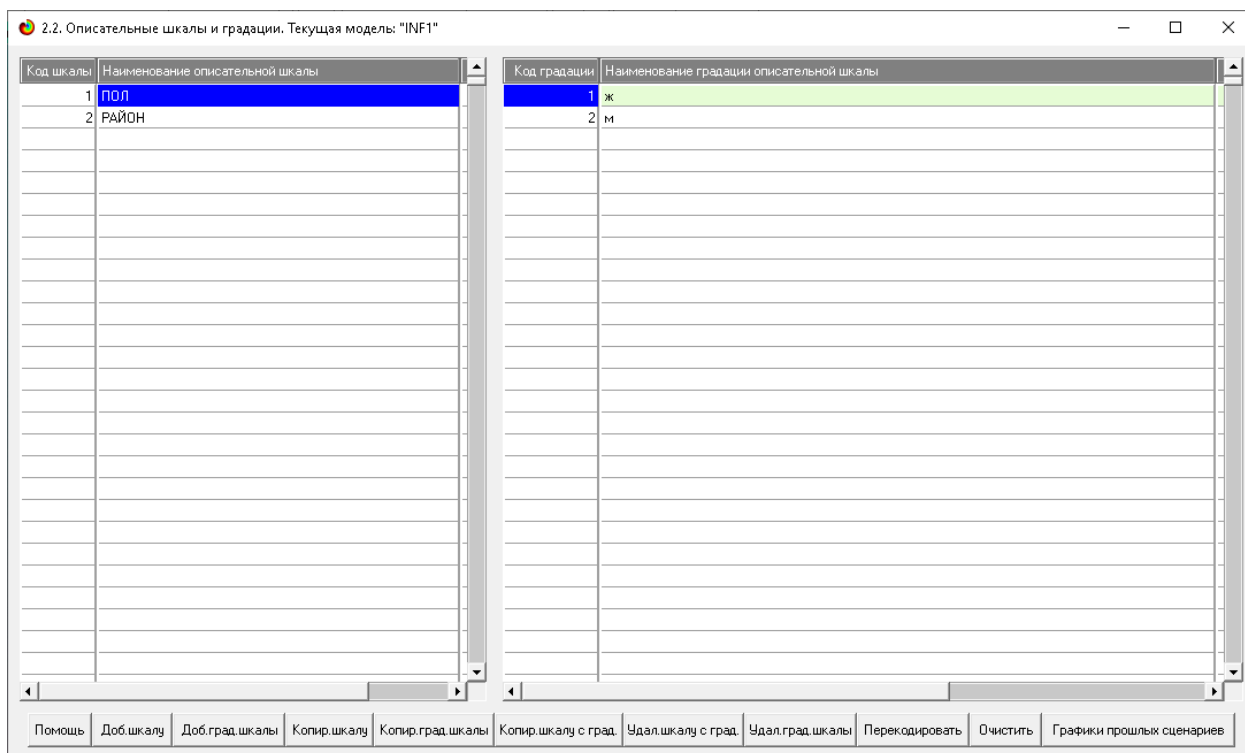 2.2. Описательные шкалы и градации. Текущая модель: "INF1"
Код шкалы Наименование описательной шкалы
1 ПОЛ
2 РАЙОН
Код градации Наименование градации описательной шкалы
1 ж
2 м
Помощь Доб.шкалу Доб.град.шкалы Копир.шкалу Копир.град.шкалы Копир.шкалу с град. Удал.шкалу с град. Удал.град.шкалы Перекодировать Очистить Графики прошлых сценариев